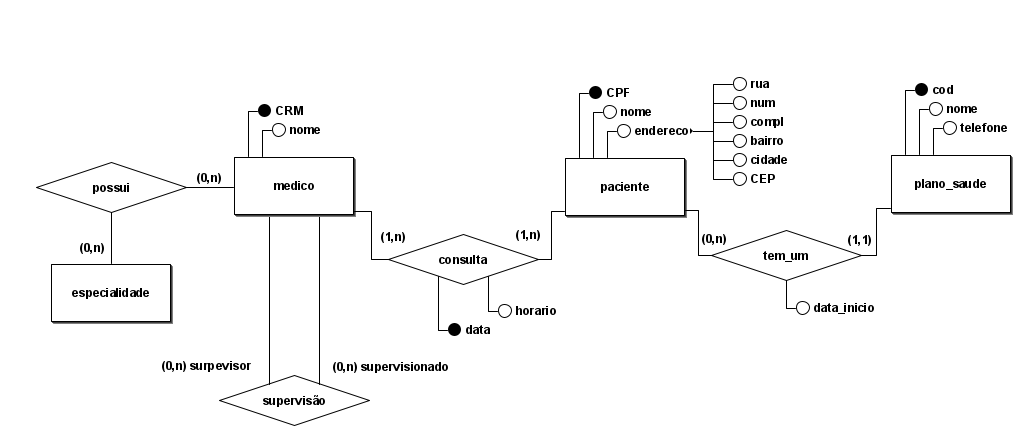 rua
cod
CPF
num
CRM
nome
nome
compl
telefone
nome
endereco
bairro
cidade
CEP
possui
(0,n)
medico
paciente
plano_saude
(0,n)
(1,n)
(1,n)
(0,n)
(1,1)
especialidade
consulta
tem_um
horario
data_inicio
data
(0,n) surpevisor
(0,n) supervisionado
supervisão